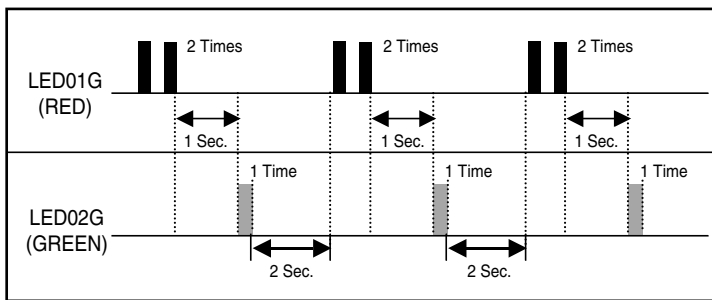 2 Times 2 Times 2 Times
LED01G
(RED)
1 Sec. 1 Sec. 1 Sec.
1 Time 1 Time 1 Time
LED02G
(GREEN)
2 Sec. 2 Sec.